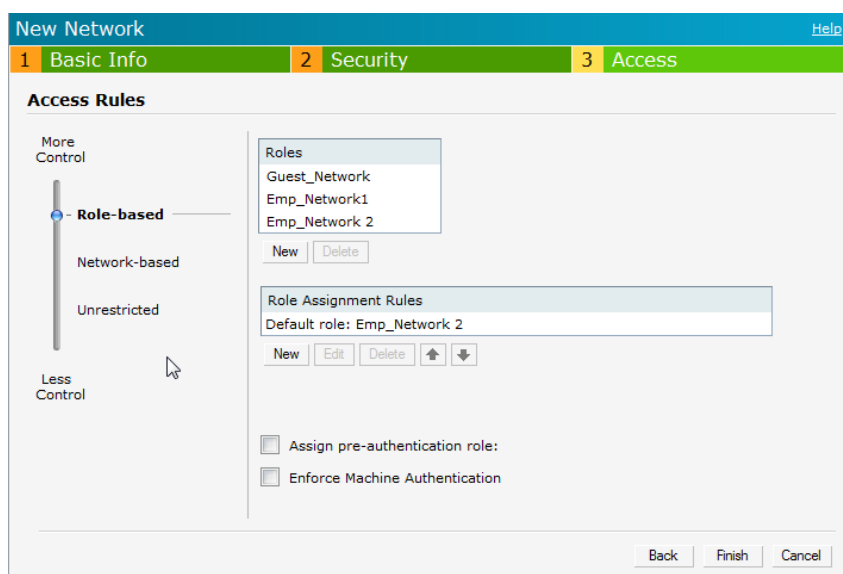 New Network
Help
1 Basic Info
2 Security
3 Access
Access Rules
More
Control
Role-based
Network-based
Unrestricted
Less
Control
Roles
Guest_Network
Emp_Network1
Emp_Network 2
New Delete
Role Assignment Rules
Default role: Emp_Network 2
New Edit Delete
Assign pre-authentication role:
Enforce Machine Authentication
Back Finish Cancel